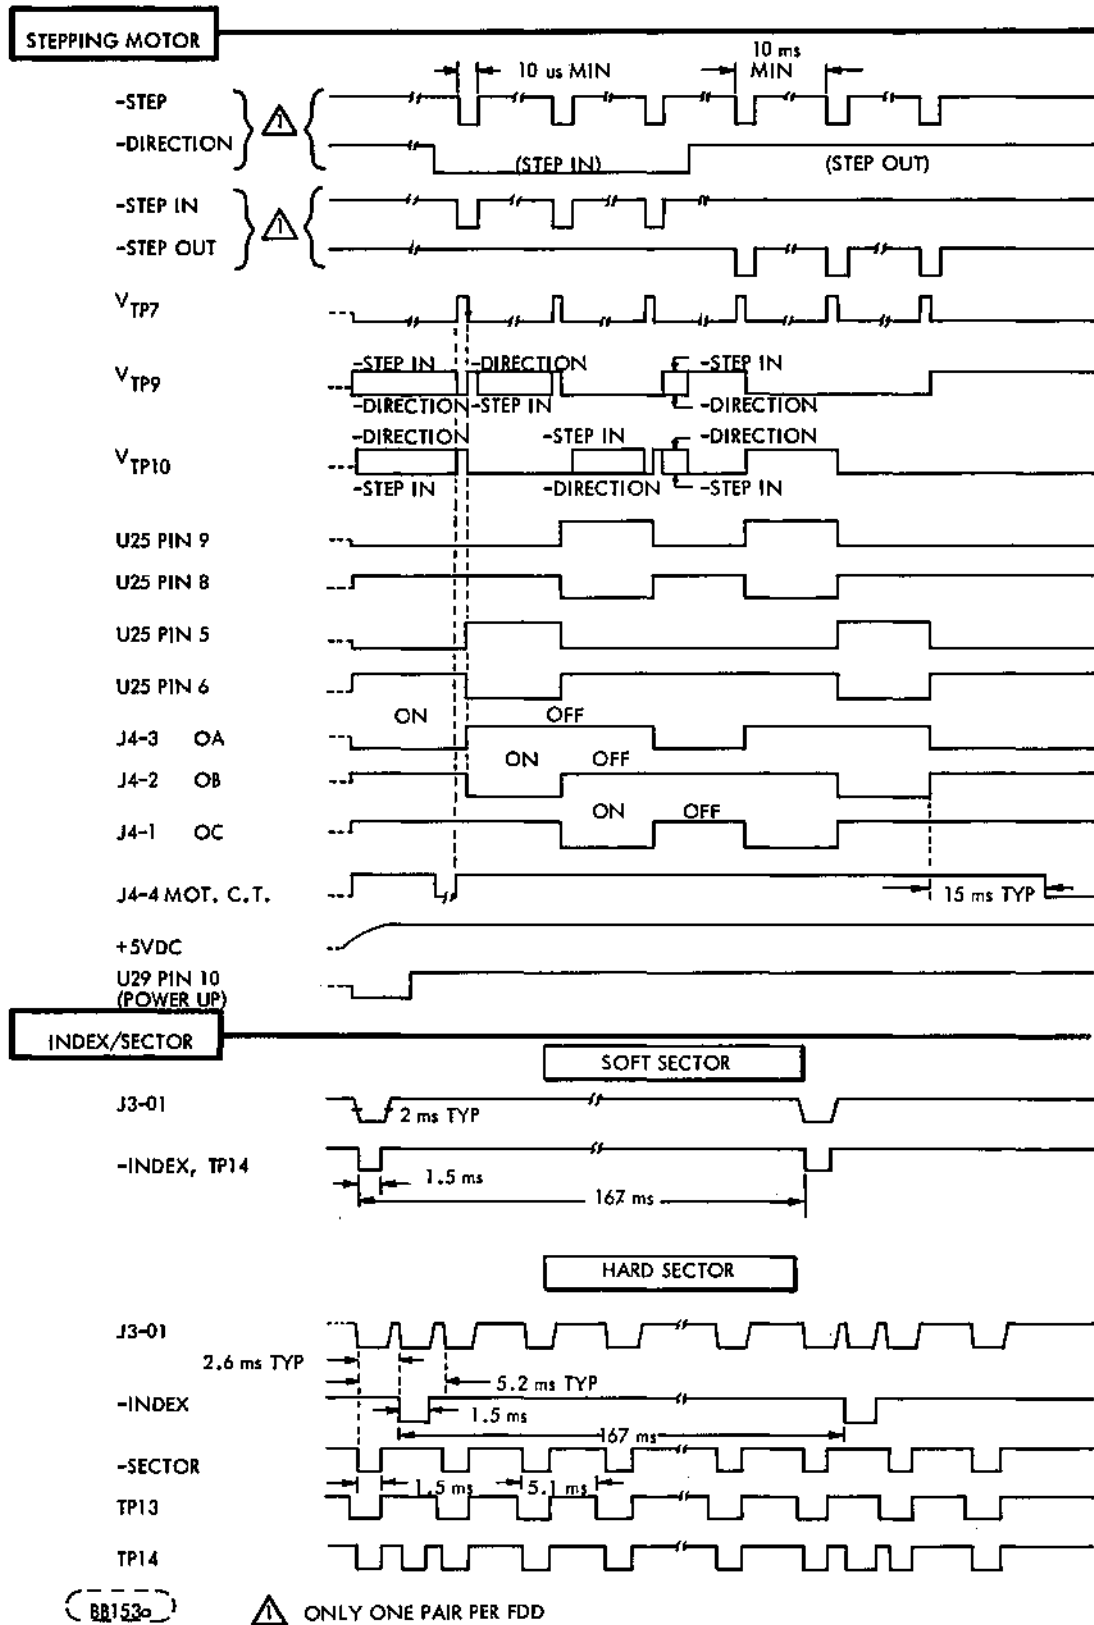 STEPPING MOTOR
10 us MIN
10 ms
MIN
-STEP
1
-DIRECTION
(STEP IN)
(STEP OUT)
-STEP IN
1
-STEP OUT
V TP7
-STEP IN
-DIRECTION
-STEP IN
V TP9
-DIRECTION
-STEP IN
-DIRECTION
-DIRECTION
-STEP IN
-DIRECTION
V TP10
-STEP IN
-DIRECTION
-STEP IN
U25 PIN 9
U25 PIN 8
U25 PIN 5
U25 PIN 6
ON
OFF
J4-3 OA
ON
OFF
J4-2 OB
ON
OFF
J4-1 OC
J4-4 MOT. C.T.
15 ms TYP
+5VDC
U29 PIN 10
(POWER UP)
INDEX/SECTOR
SOFT SECTOR
J3-01
2 ms TYP
-INDEX, TP14
1.5 ms
167 ms
HARD SECTOR
J3-01
2.6 ms TYP
5.2 ms TYP
-INDEX
1.5 ms
167 ms
-SECTOR
1.5 ms
5.1 ms
TP13
TP14
BB153a
1 ONLY ONE PAIR PER FDD